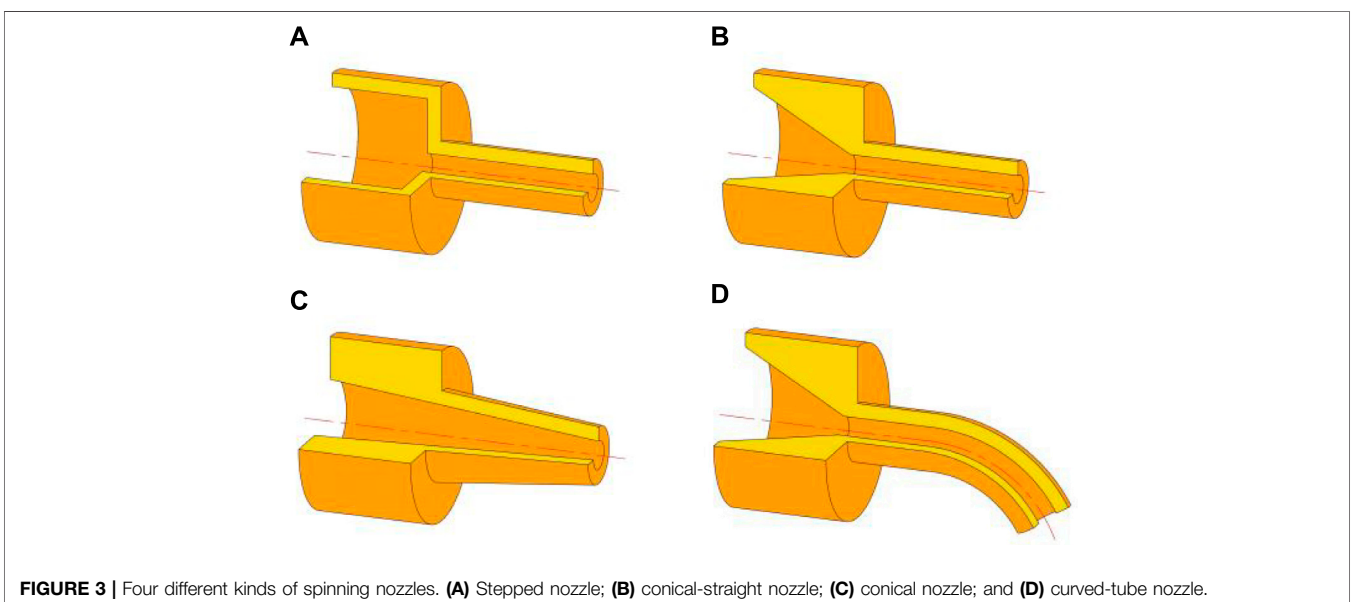 A
B
C
D
FIGURE 3 | Four different kinds of spinning nozzles. (A) Stepped nozzle; (B) conical-straight nozzle; (C) conical nozzle; and (D) curved-tube nozzle.